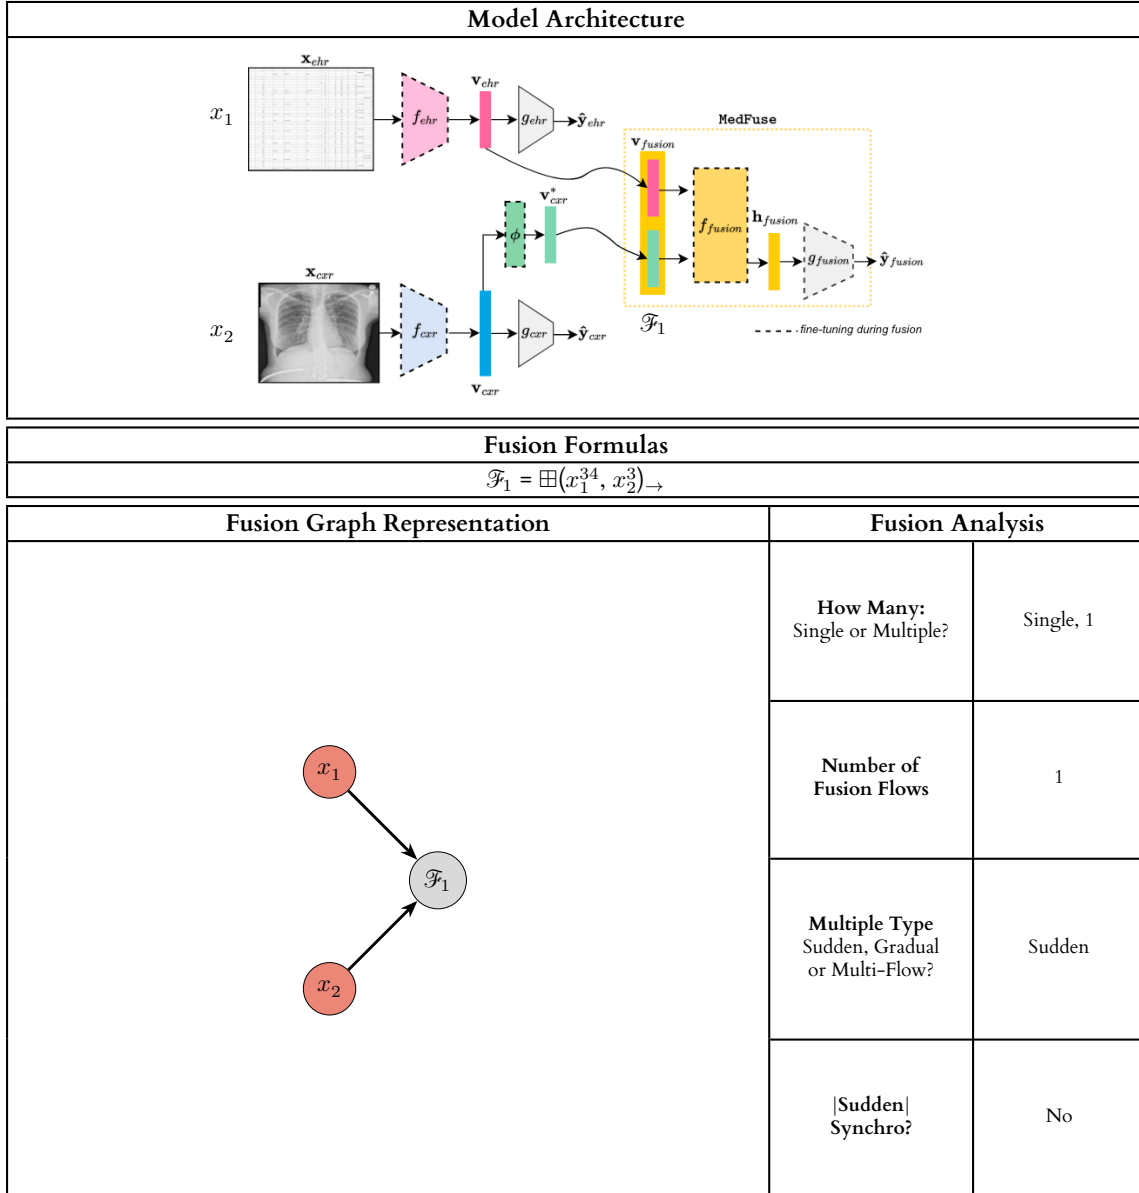 Model Architecture
x_ehr
x_1
f_ehr
v_ehr
g_ehr
ŷ_ehr
MedFuse
v_fusion
f_fusion
h_fusion
g_fusion
ŷ_fusion
ϕ
v*_cxr
x_cxr
x_2
f_cxr
g_cxr
ŷ_cxr
v_cxr
ℱ_1
fine-tuning during fusion
Fusion Formulas
ℱ_1 = ⊞(x_1^34, x_2^3)_→
Fusion Graph Representation
x_1
ℱ_1
x_2
Fusion Analysis
How Many:
Single or Multiple?
Single, 1
Number of
Fusion Flows
1
Multiple Type
Sudden, Gradual
or Multi-Flow?
Sudden
|Sudden|
Synchro?
No